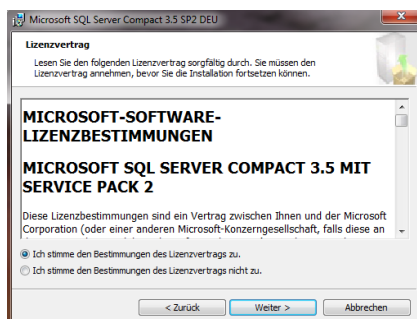 Microsoft SQL Server Compact 3.5 SP2 DEU
Lizenzvertrag
Lesen Sie den folgenden Lizenzvertrag sorgfältig durch. Sie müssen den
Lizenzvertrag annehmen, bevor Sie die Installation fortsetzen können.
MICROSOFT-SOFTWARE-
LIZENZBESTIMMUNGEN
MICROSOFT SQL SERVER COMPACT 3.5 MIT
SERVICE PACK 2
Diese Lizenzbestimmungen sind ein Vertrag zwischen Ihnen und der Microsoft
Corporation (oder einer anderen Microsoft-Konzerngesellschaft, falls diese an
Ich stimme den Bestimmungen des Lizenzvertrags zu.
Ich stimme den Bestimmungen des Lizenzvertrags nicht zu.
< Zurück
Weiter >
Abbrechen